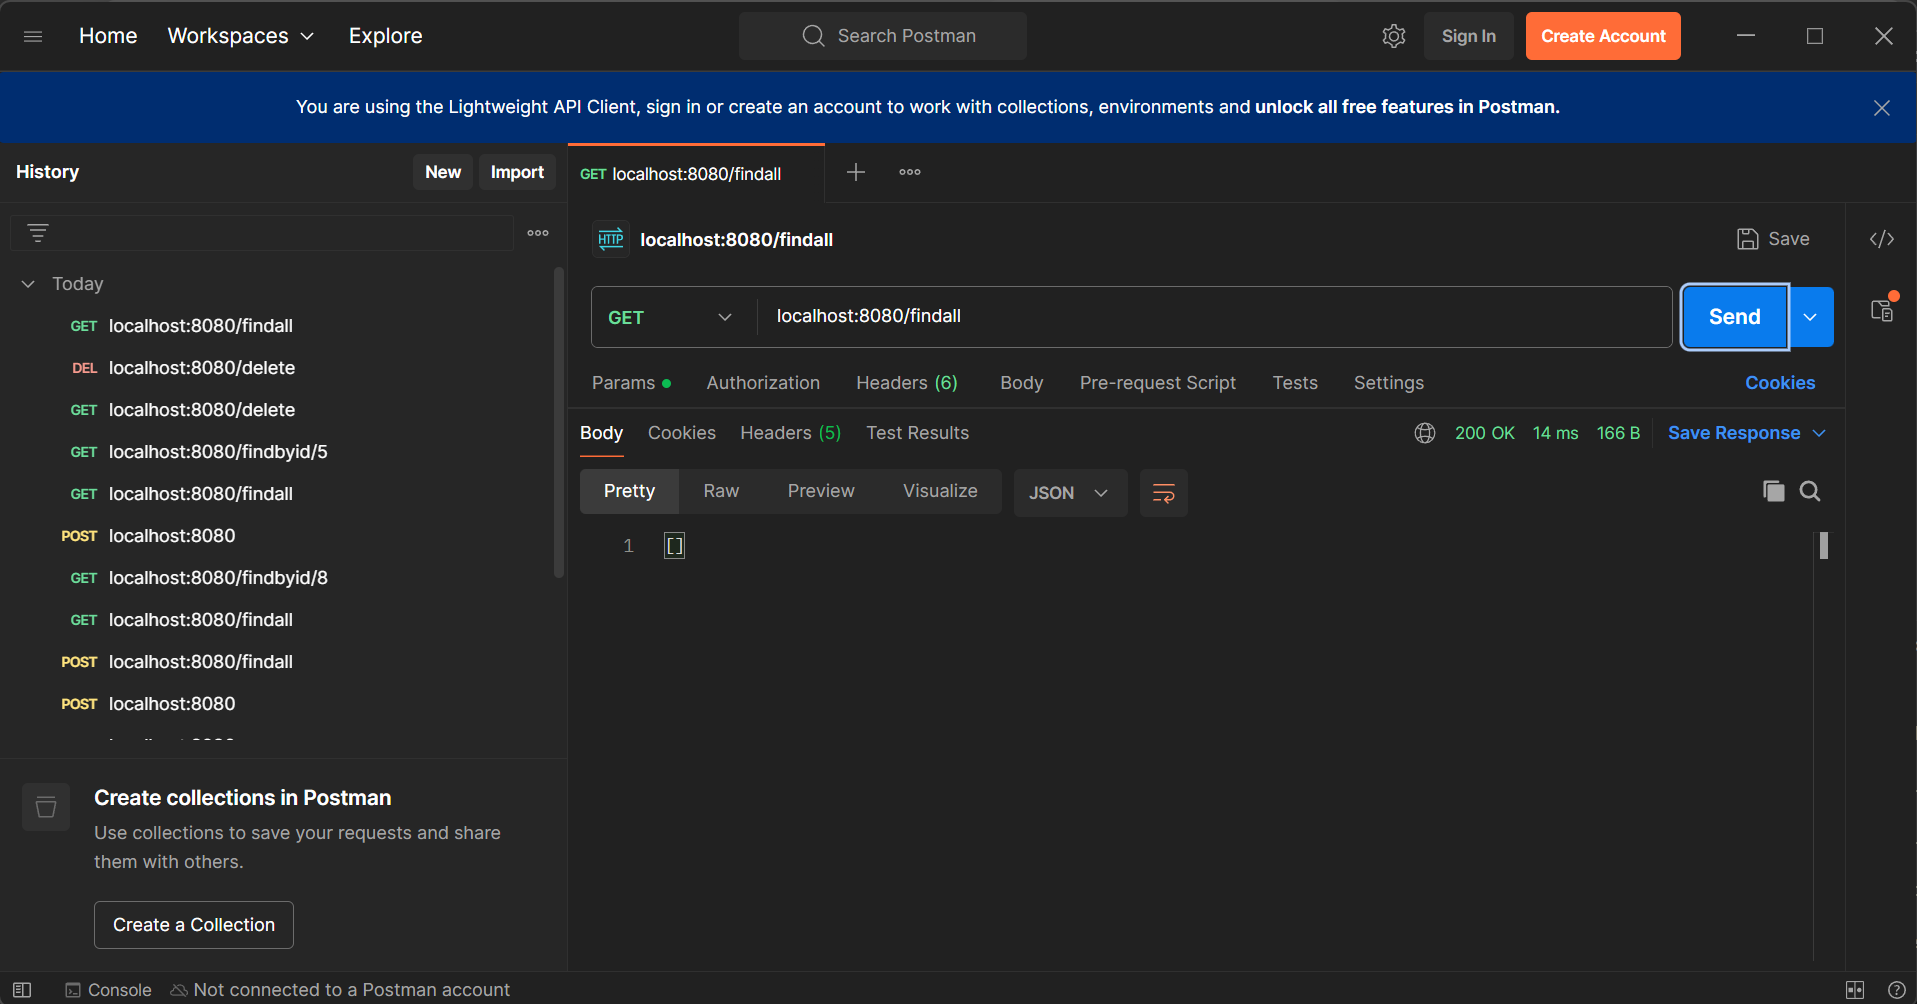 Home Workspaces Explore Search Postman Sign In Create Account
You are using the Lightweight API Client, sign in or create an account to work with collections, environments and unlock all free features in Postman.
History New Import
GET localhost:8080/findall
HTTP localhost:8080/findall Save
Today
GET localhost:8080/findall
DEL localhost:8080/delete
GET localhost:8080/delete
GET localhost:8080/findbyid/5
GET localhost:8080/findall
POST localhost:8080
GET localhost:8080/findbyid/8
GET localhost:8080/findall
POST localhost:8080/findall
POST localhost:8080
Create collections in Postman
Use collections to save your requests and share
them with others.
Create a Collection
GET localhost:8080/findall Send
Params Authorization Headers (6) Body Pre-request Script Tests Settings Cookies
Body Cookies Headers (5) Test Results 200 OK 14 ms 166 B Save Response
Pretty Raw Preview Visualize JSON
1 []
Console Not connected to a Postman account